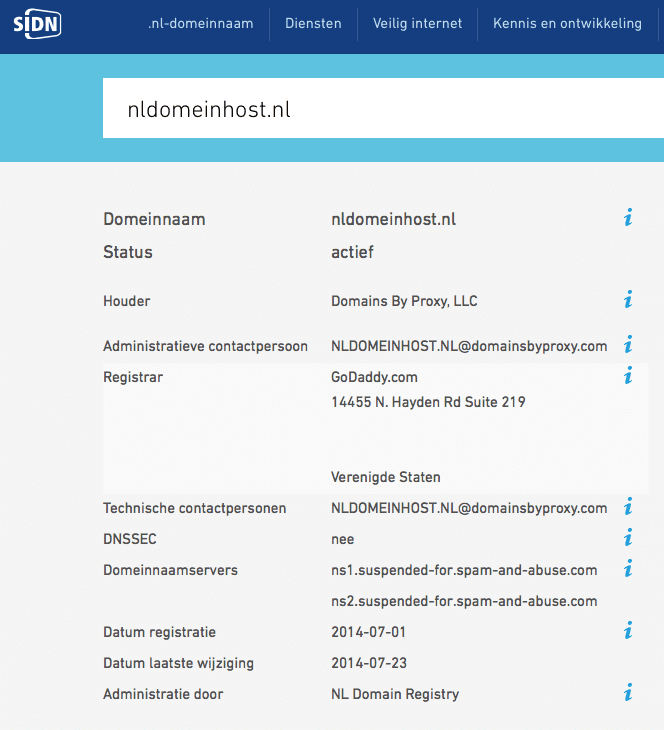 SIDN
.nl-domeinnaam Diensten Veilig internet Kennis en ontwikkeling
nldomeinhost.nl
Domeinnaam nldomeinhost.nl i
Status actief
Houder Domains By Proxy, LLC i
Administratieve contactpersoon NLDOMEINHOST.NL@domainsbyproxy.com i
Registrar GoDaddy.com i
14455 N. Hayden Rd Suite 219
Verenigde Staten
Technische contactpersonen NLDOMEINHOST.NL@domainsbyproxy.com i
DNSSEC nee i
Domeinnaamservers ns1.suspended-for.spam-and-abuse.com i
ns2.suspended-for.spam-and-abuse.com
Datum registratie 2014-07-01 i
Datum laatste wijziging 2014-07-23
Administratie door NL Domain Registry i